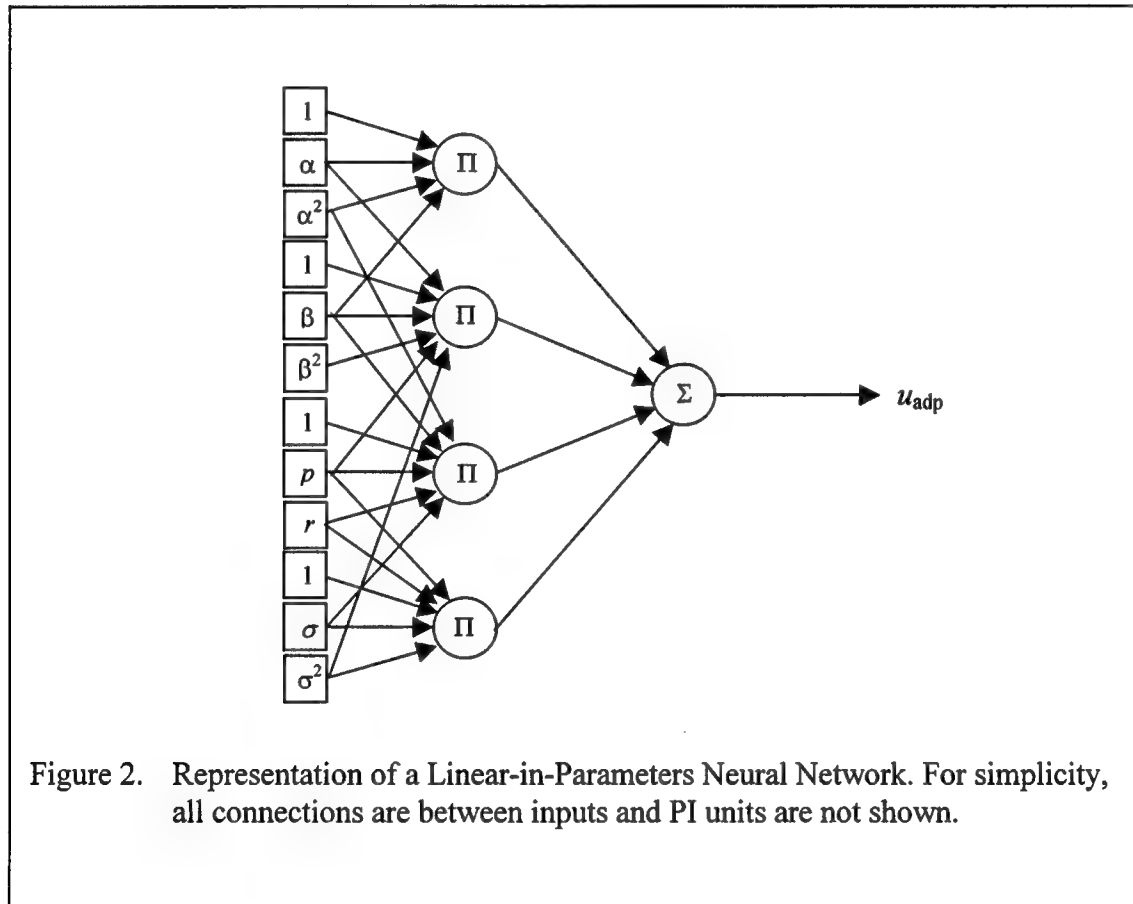 1
α
α²
1
β
β²
1
p
r
1
σ
σ²
Π
Π
Π
Π
Σ
u_adp
Figure 2. Representation of a Linear-in-Parameters Neural Network. For simplicity,
all connections are between inputs and PI units are not shown.